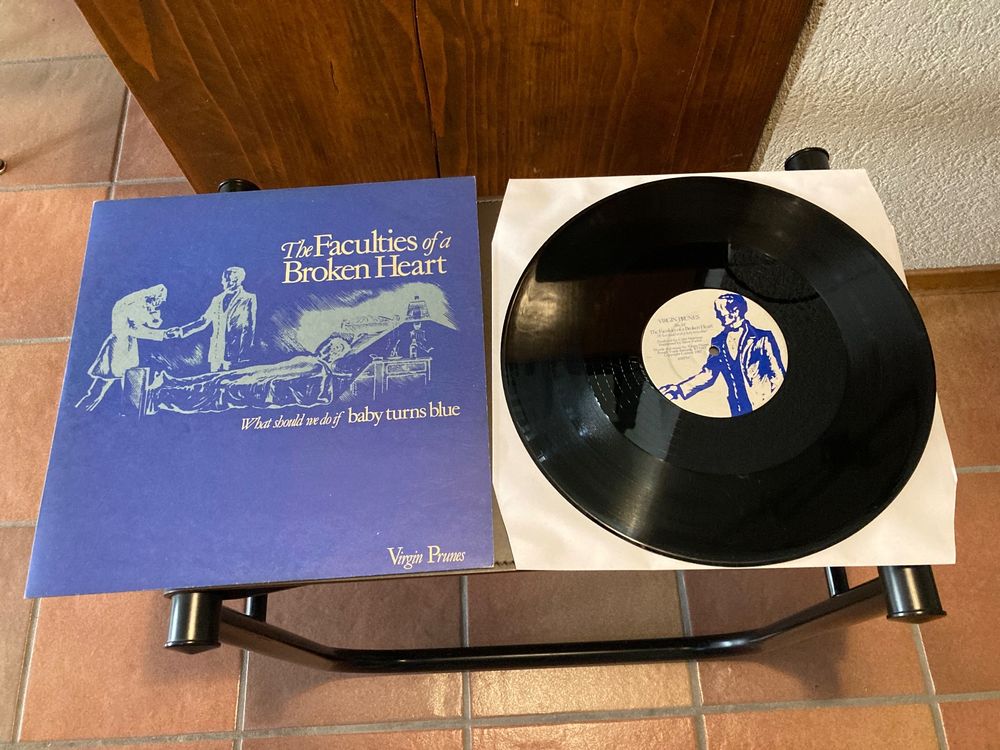 The Faculties of a
Broken Heart
What should we do if baby turns blue
Virgin Prunes
VIRGIN PRUNES
The Faculties of a Broken Heart